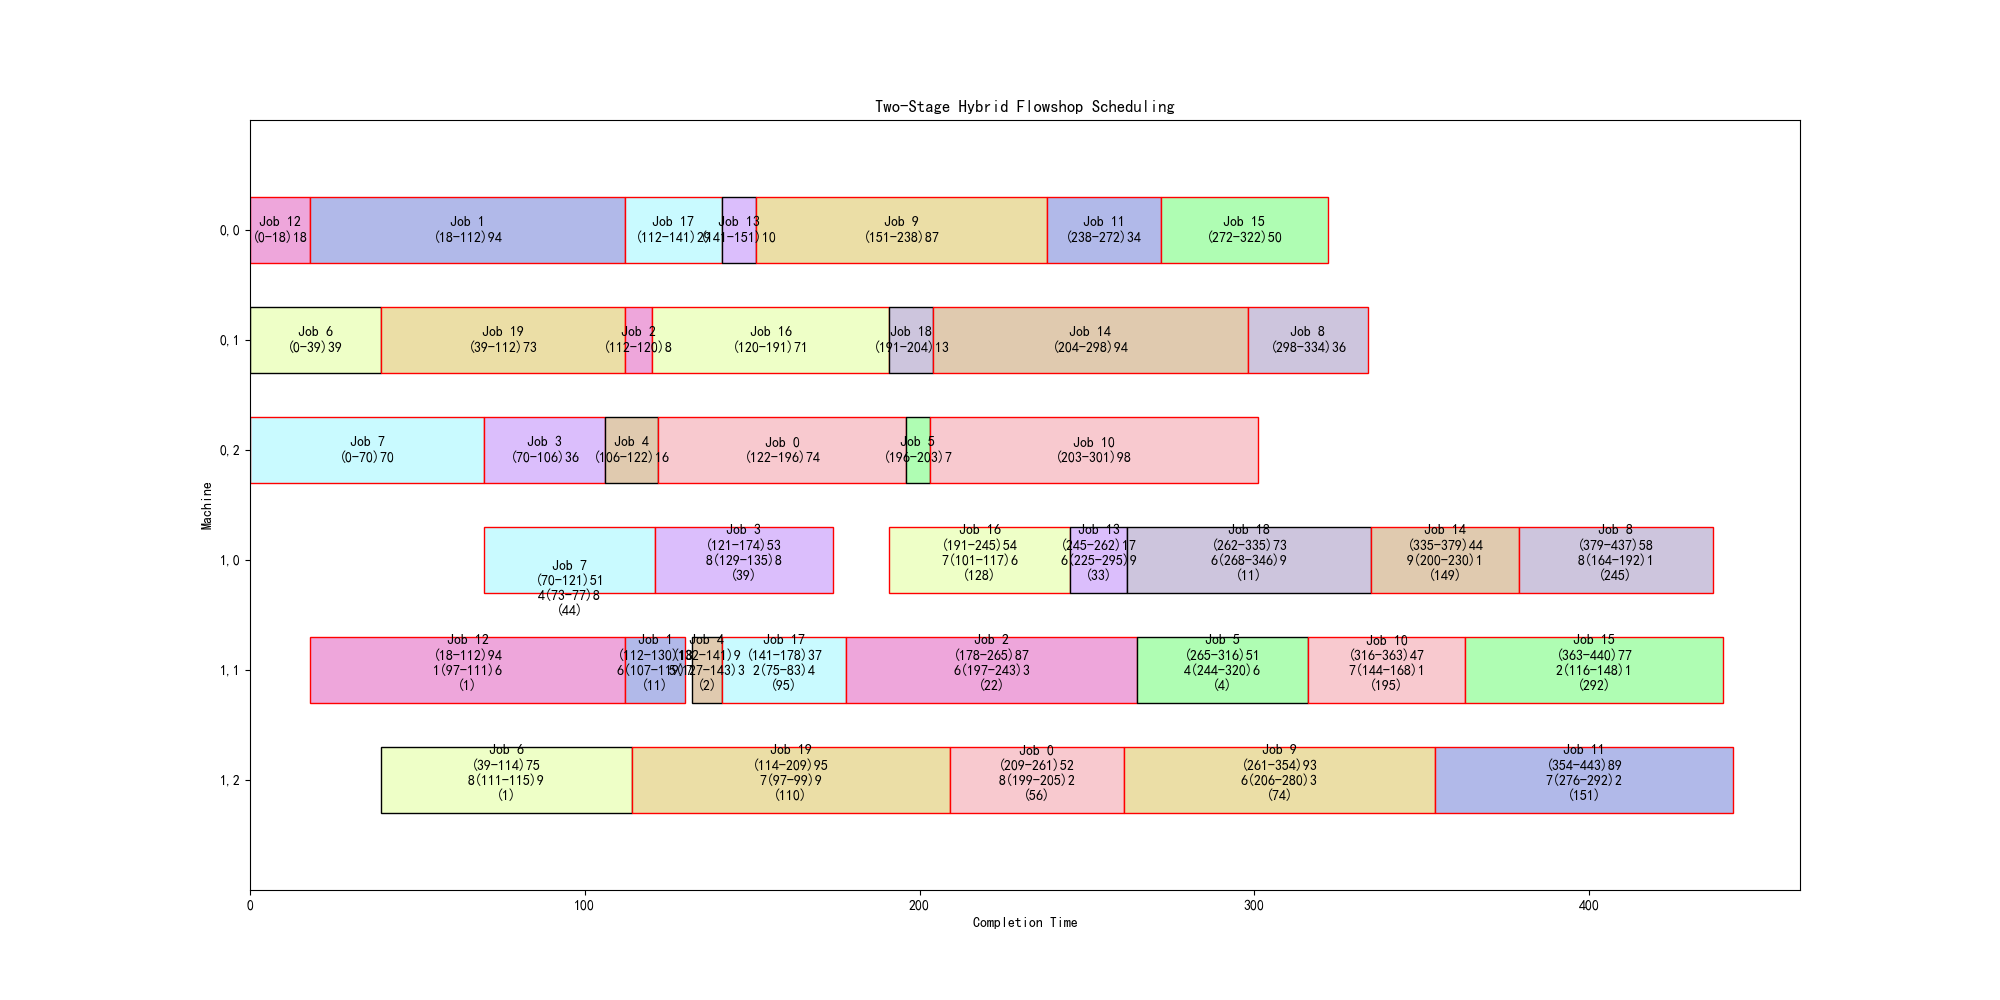 Two-Stage Hybrid Flowshop Scheduling
0,0
Job 12
(0-18)18
Job 1
(18-112)94
Job 17
(112-141)29
Job 13
(141-151)10
Job 9
(151-238)87
Job 11
(238-272)34
Job 15
(272-322)50
0,1
Job 6
(0-39)39
Job 19
(39-112)73
Job 2
(112-120)8
Job 16
(120-191)71
Job 18
(191-204)13
Job 14
(204-298)94
Job 8
(298-334)36
0,2
Job 7
(0-70)70
Job 3
(70-106)36
Job 4
(106-122)16
Job 0
(122-196)74
Job 5
(196-203)7
Job 10
(203-301)98
Machine
1,0
Job 7
(70-121)51
4(73-77)8
(44)
Job 3
(121-174)53
8(129-135)8
(39)
Job 16
(191-245)54
7(101-117)6
(128)
Job 13
(245-262)17
6(225-295)9
(33)
Job 18
(262-335)73
6(268-346)9
(11)
Job 14
(335-379)44
9(200-230)1
(149)
Job 8
(379-437)58
8(164-192)1
(245)
1,1
Job 12
(18-112)94
1(97-111)6
(1)
Job 1
(112-130)18
6(107-119)
(11)
Job 4
(132-141)9
(127-143)3
(2)
Job 17
(141-178)37
2(75-83)4
(95)
Job 2
(178-265)87
6(197-243)3
(22)
Job 5
(265-316)51
4(244-320)6
(4)
Job 10
(316-363)47
7(144-168)1
(195)
Job 15
(363-440)77
2(116-148)1
(292)
1,2
Job 6
(39-114)75
8(111-115)9
(1)
Job 19
(114-209)95
7(97-99)9
(110)
Job 0
(209-261)52
8(199-205)2
(56)
Job 9
(261-354)93
6(206-280)3
(74)
Job 11
(354-443)89
7(276-292)2
(151)
0
100
200
300
400
Completion Time